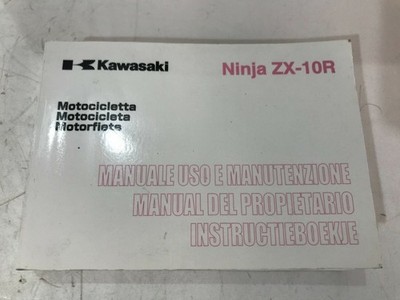 Kawasaki
Ninja ZX-10R
Motocicletta
Motocicleta
Motorfiets
MANUALE USO E MANUTENZIONE
MANUAL DEL PROPIETARIO
INSTRUCTIEBOEKJE